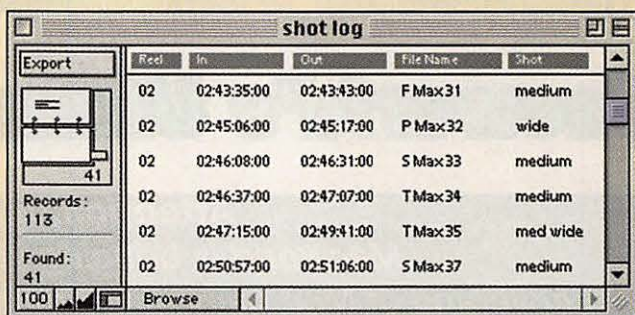 shot log
Export
41
Records:
113
Found:
41
100
Reel In Out File Name Shot
02 02:43:35:00 02:43:43:00 F Max31 medium
02 02:45:06:00 02:45:17:00 P Max32 wide
02 02:46:08:00 02:46:31:00 S Max33 medium
02 02:46:37:00 02:47:07:00 T Max34 medium
02 02:47:15:00 02:49:41:00 T Max35 med wide
02 02:50:57:00 02:51:06:00 S Max37 medium
Browse